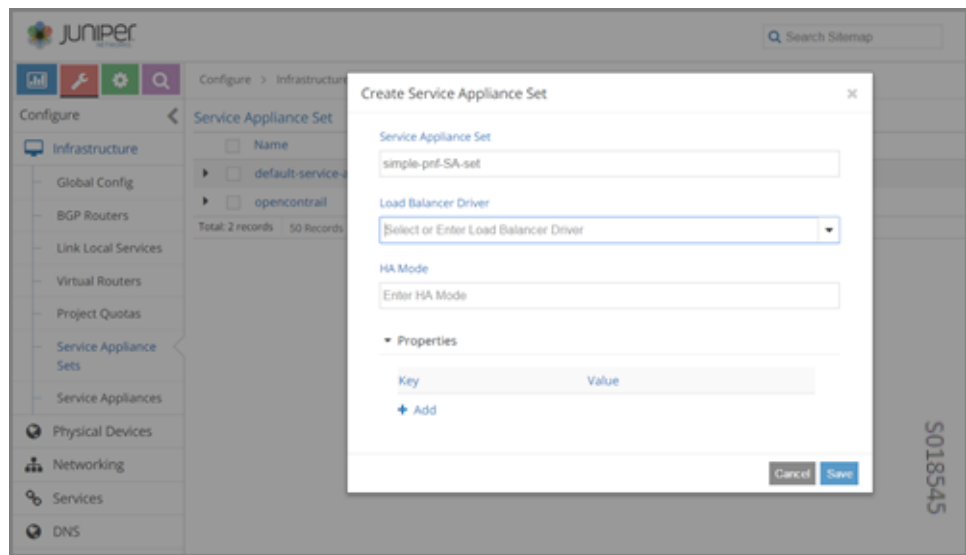 JUNIPER
NETWORKS
Search Sitemap
Configure > Infrastructure
Configure
Infrastructure
Global Config
BGP Routers
Link Local Services
Virtual Routers
Project Quotas
Service Appliance
Sets
Service Appliances
Physical Devices
Networking
Services
DNS
Service Appliance Set
Name
default-service-a
opencontrail
Total: 2 records 50 Records
Create Service Appliance Set
Service Appliance Set
simple-pnf-SA-set
Load Balancer Driver
Select or Enter Load Balancer Driver
HA Mode
Enter HA Mode
Properties
Key Value
+ Add
Cancel Save
S018545